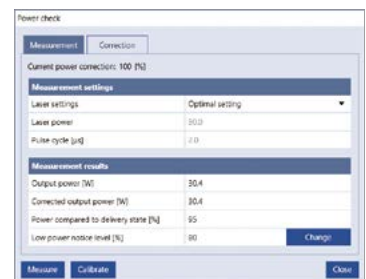 Power check
Measurement Correction
Current power correction: 100 [%]
Measurement settings
Laser settings Optimal setting
Laser power 50.0
Pulse cycle [µs] 2.0
Measurement results
Output power [W] 30.4
Corrected output power [W] 30.4
Power compared to delivery state [%] 95
Low power notice level [%] 80 Change
Measure Calibrate Close